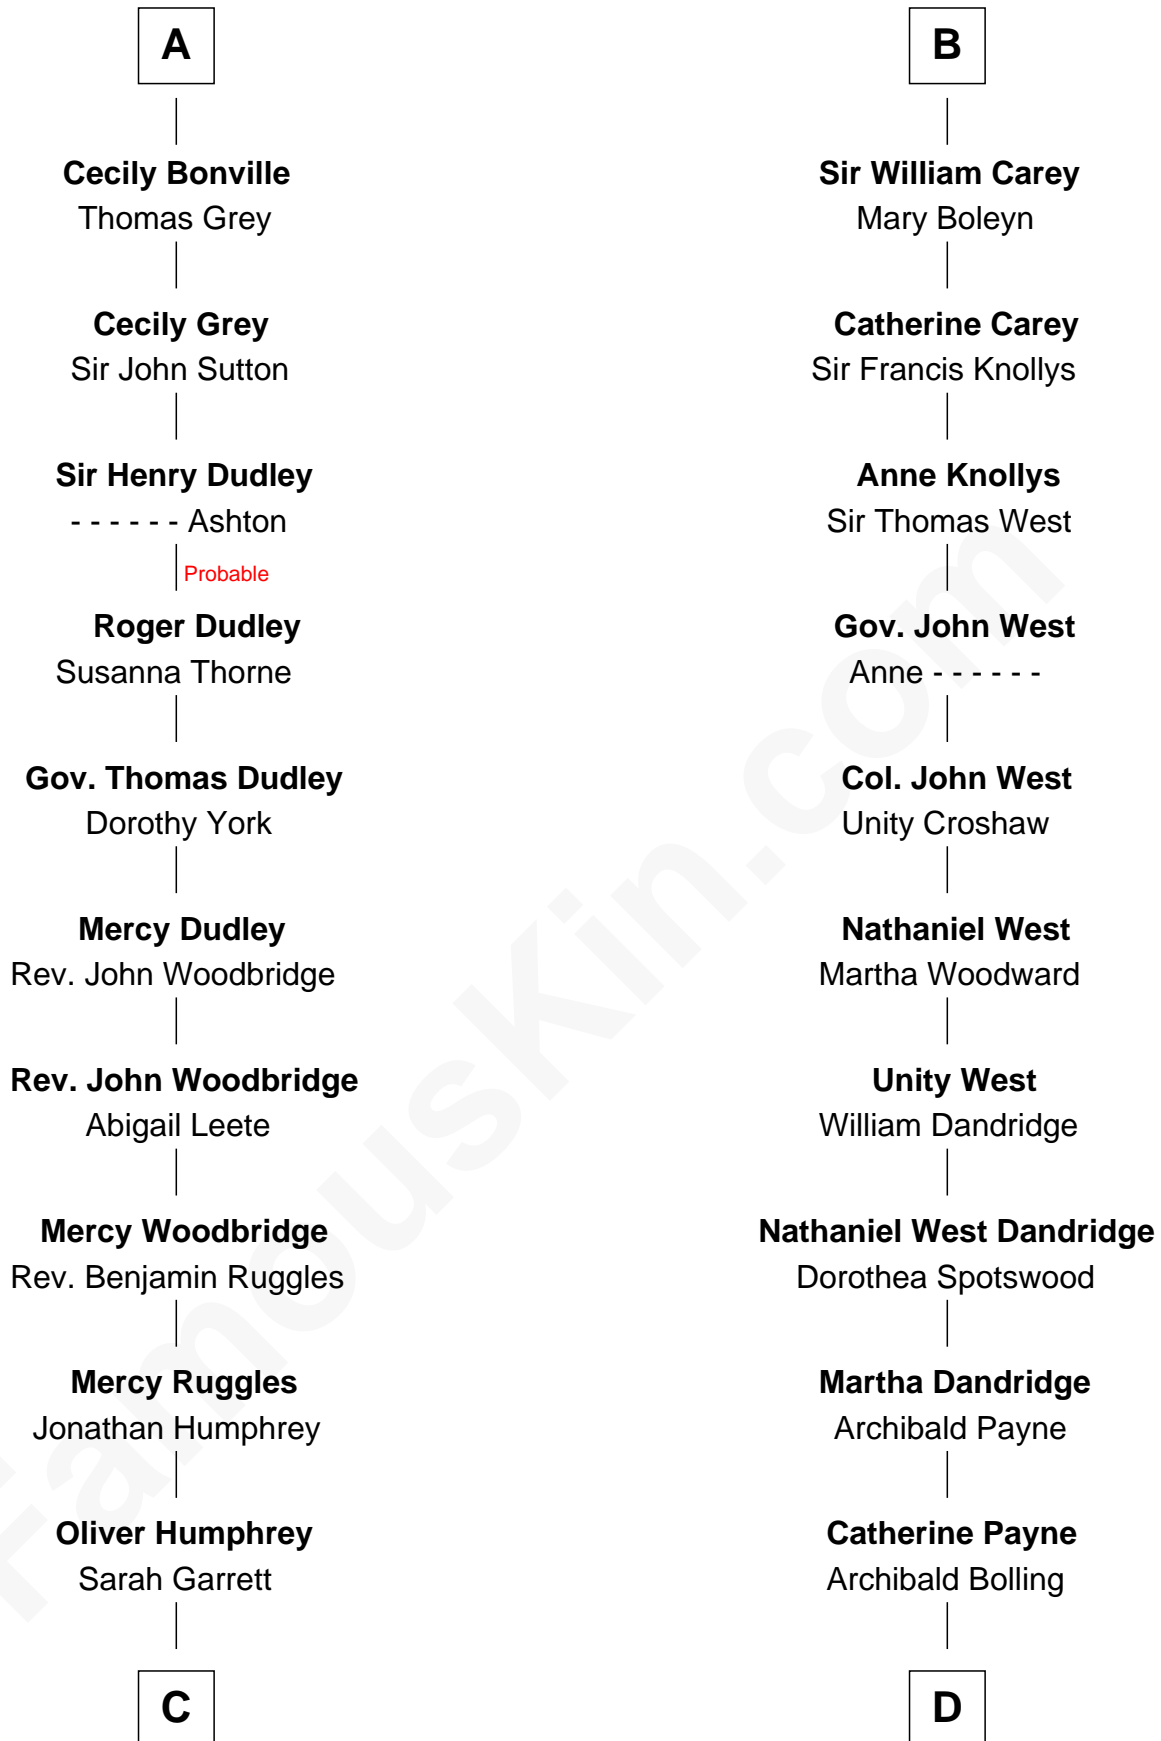 A
Cecily Bonville
Thomas Grey
Cecily Grey
Sir John Sutton
Sir Henry Dudley
- - - - - - Ashton
Probable
Roger Dudley
Susanna Thorne
Gov. Thomas Dudley
Dorothy York
Mercy Dudley
Rev. John Woodbridge
Rev. John Woodbridge
Abigail Leete
Mercy Woodbridge
Rev. Benjamin Ruggles
Mercy Ruggles
Jonathan Humphrey
Oliver Humphrey
Sarah Garrett
C
B
Sir William Carey
Mary Boleyn
Catherine Carey
Sir Francis Knollys
Anne Knollys
Sir Thomas West
Gov. John West
Anne - - - - - -
Col. John West
Unity Croshaw
Nathaniel West
Martha Woodward
Unity West
William Dandridge
Nathaniel West Dandridge
Dorothea Spotswood
Martha Dandridge
Archibald Payne
Catherine Payne
Archibald Bolling
D
FamousKin.com